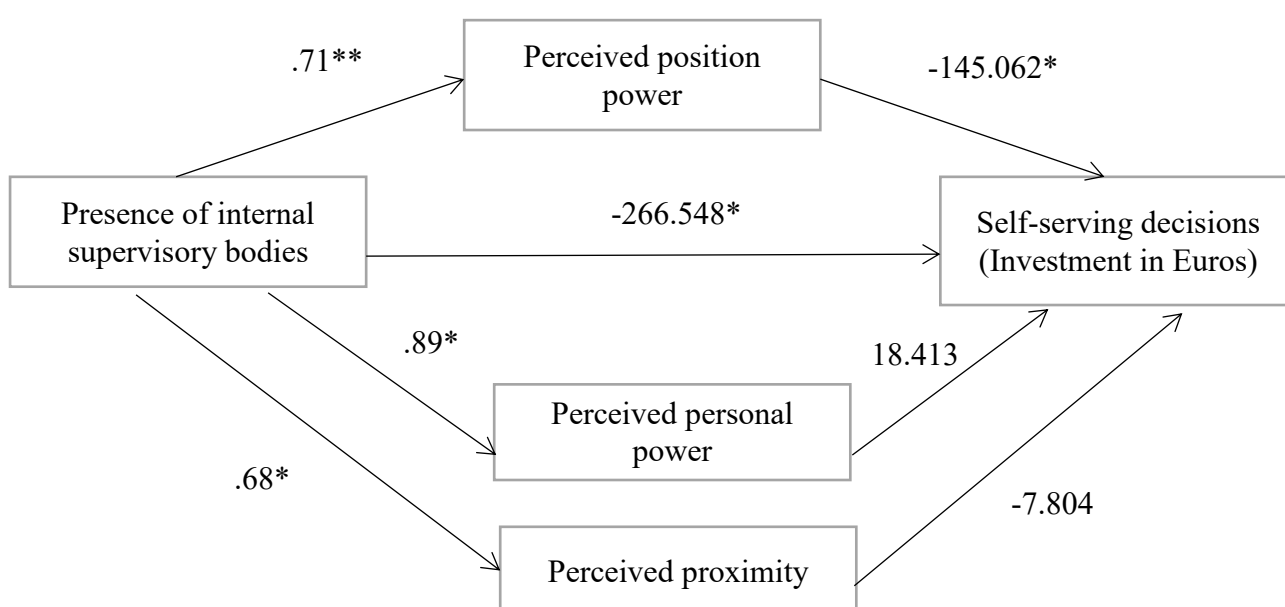 .71**
Perceived position
power
-145.062*
Presence of internal
supervisory bodies
-266.548*
Self-serving decisions
(Investment in Euros)
.89*
18.413
Perceived personal
power
.68*
-7.804
Perceived proximity